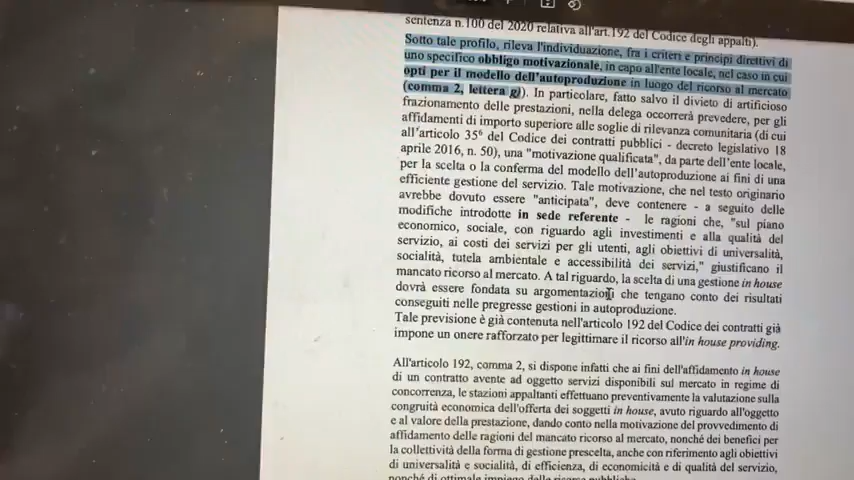 sentenza n.100 del 2020 relativa all'art.192 del Codice degli appalti).
Sotto tale profilo, rileva l'individuazione, fra i criteri e principi direttivi di
uno specifico obbligo motivazionale, in capo all'ente locale, nel caso in cui
opti per il modello dell'autoproduzione in luogo del ricorso al mercato
(comma 2, lettera g)). In particolare, fatto salvo il divieto di artificioso
frazionamento delle prestazioni, nella delega occorrerà prevedere, per gli
affidamenti di importo superiore alle soglie di rilevanza comunitaria (di cui
all'articolo 35⁶ del Codice dei contratti pubblici - decreto legislativo 18
aprile 2016, n. 50), una "motivazione qualificata", da parte dell'ente locale,
per la scelta o la conferma del modello dell'autoproduzione ai fini di una
efficiente gestione del servizio. Tale motivazione, che nel testo originario
avrebbe dovuto essere "anticipata", deve contenere - a seguito delle
modifiche introdotte in sede referente - le ragioni che, "sul piano
economico, sociale, con riguardo agli investimenti e alla qualità del
servizio, ai costi dei servizi per gli utenti, agli obiettivi di universalità,
socialità, tutela ambientale e accessibilità dei servizi," giustificano il
mancato ricorso al mercato. A tal riguardo, la scelta di una gestione in house
dovrà essere fondata su argomentazioni che tengano conto dei risultati
conseguiti nelle pregresse gestioni in autoproduzione.
Tale previsione è già contenuta nell'articolo 192 del Codice dei contratti già
impone un onere rafforzato per legittimare il ricorso all'in house providing.
All'articolo 192, comma 2, si dispone infatti che ai fini dell'affidamento in house
di un contratto avente ad oggetto servizi disponibili sul mercato in regime di
concorrenza, le stazioni appaltanti effettuano preventivamente la valutazione sulla
congruità economica dell'offerta dei soggetti in house, avuto riguardo all'oggetto
e al valore della prestazione, dando conto nella motivazione del provvedimento di
affidamento delle ragioni del mancato ricorso al mercato, nonché dei benefici per
la collettività della forma di gestione prescelta, anche con riferimento agli obiettivi
di universalità e socialità, di efficienza, di economicità e di qualità del servizio,
nonché di ottimale impiego delle risorse pubbliche.